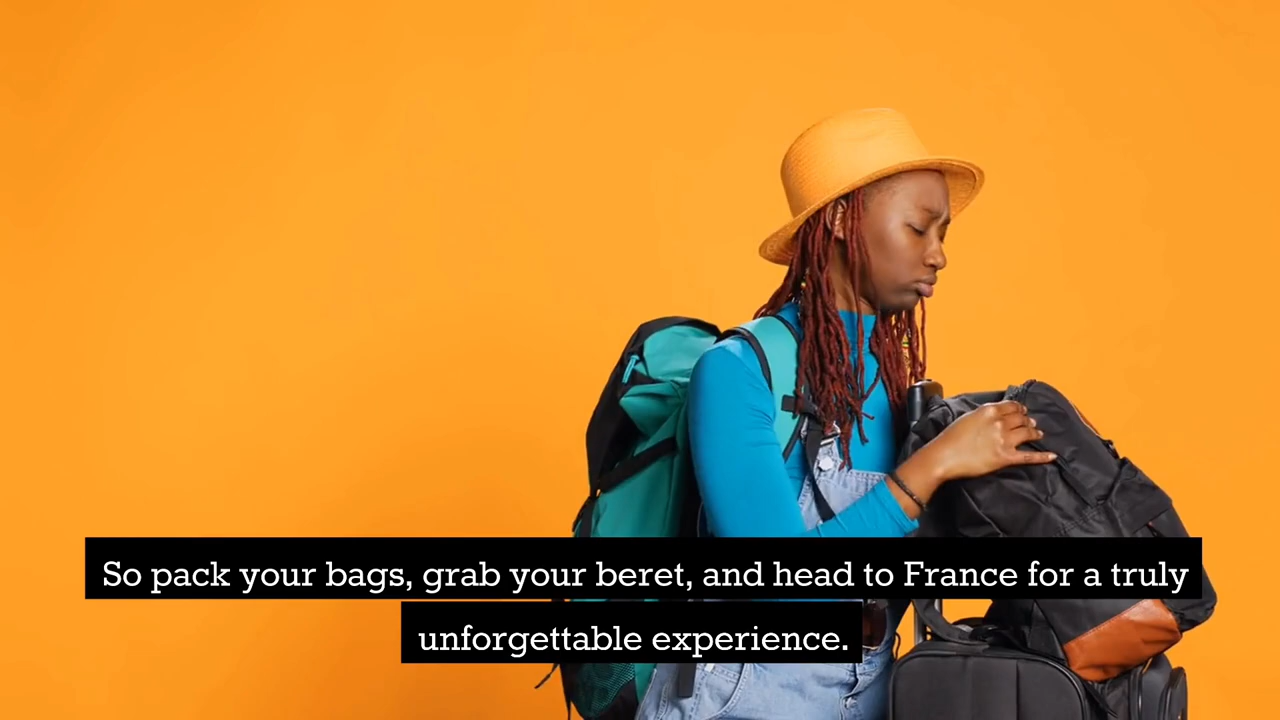 So pack your bags, grab your beret, and head to France for a truly
unforgettable experience.